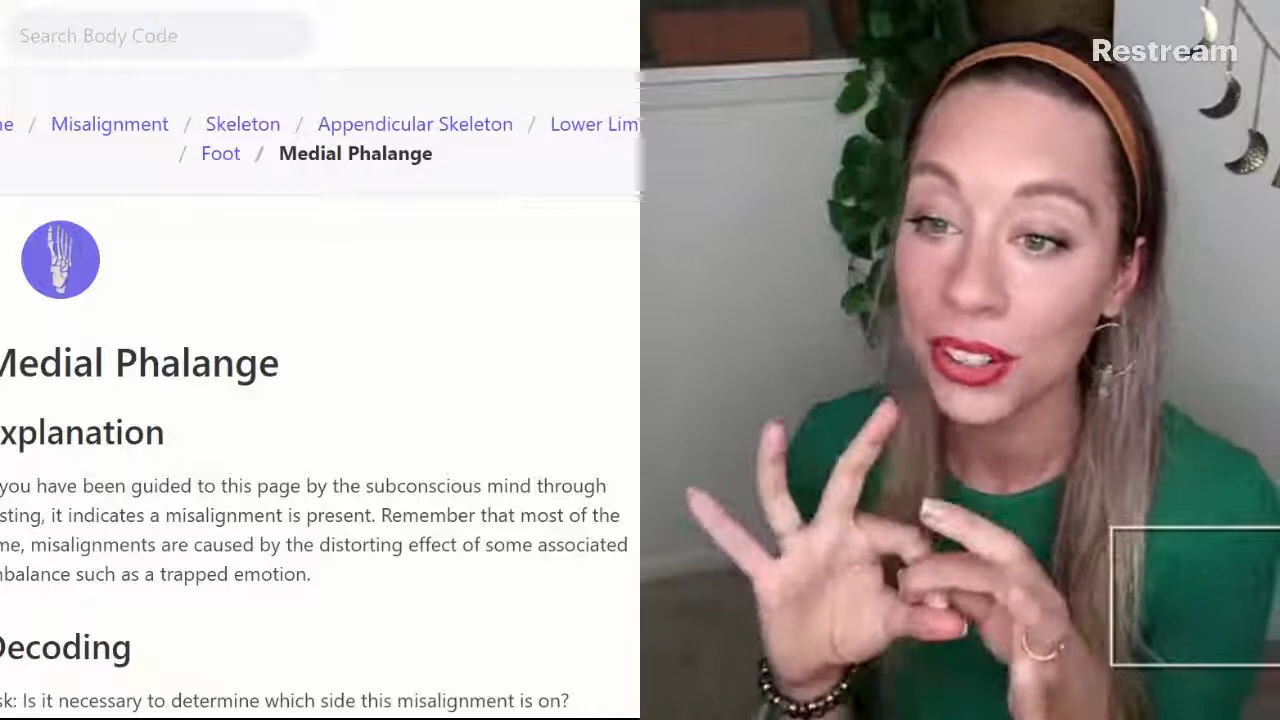 Search Body Code
Restream
ne / Misalignment / Skeleton / Appendicular Skeleton / Lower Lim
/ Foot / Medial Phalange
Medial Phalange
xplanation
you have been guided to this page by the subconscious mind through
sting, it indicates a misalignment is present. Remember that most of the
me, misalignments are caused by the distorting effect of some associated
mbalance such as a trapped emotion.
Decoding
sk: Is it necessary to determine which side this misalignment is on?